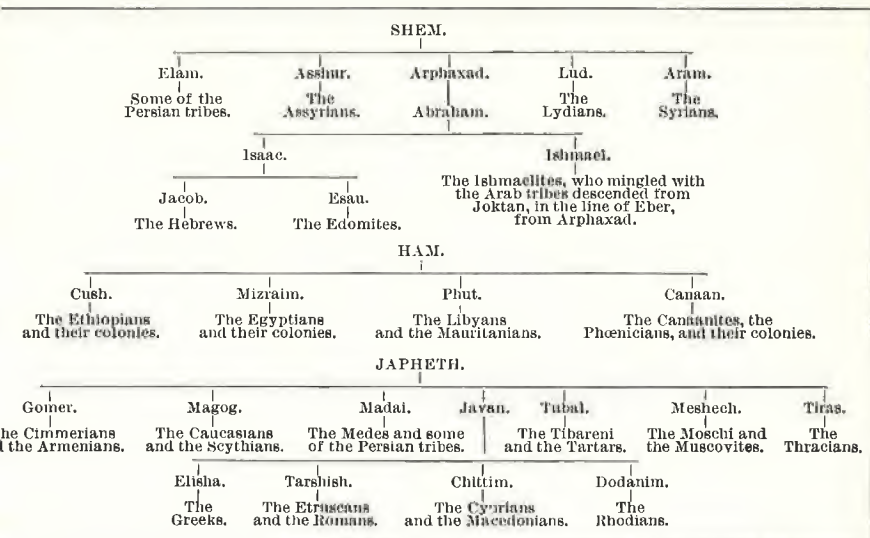 SHEM.
Elam. Asshur. Arphaxad. Lud. Aram.
Some of the The The The
Persian tribes. Assyrians. Abraham. Lydians. Syrians.
Isaac. Ishmael.
The Ishmaelites, who mingled with
Jacob. Esau. the Arab tribes descended from
Joktan, in the line of Eber,
The Hebrews. The Edomites. from Arphaxad.
HAM.
Cush. Mizraim. Phut. Canaan.
The Ethiopians The Egyptians The Libyans The Canaanites, the
and their colonies. and their colonies. and the Mauritanians. Phœnicians, and their colonies.
JAPHETH.
Gomer. Magog. Madai. Javan. Tubal. Meshech. Tiras.
he Cimmerians The Caucasians The Medes and some The Tibareni The Moschi and The
d the Armenians. and the Scythians. of the Persian tribes. and the Tartars. the Muscovites. Thracians.
Elisha. Tarshish. Chittim. Dodanim.
The The Etruscans The Cyprians The
Greeks. and the Romans. and the Macedonians. Rhodians.